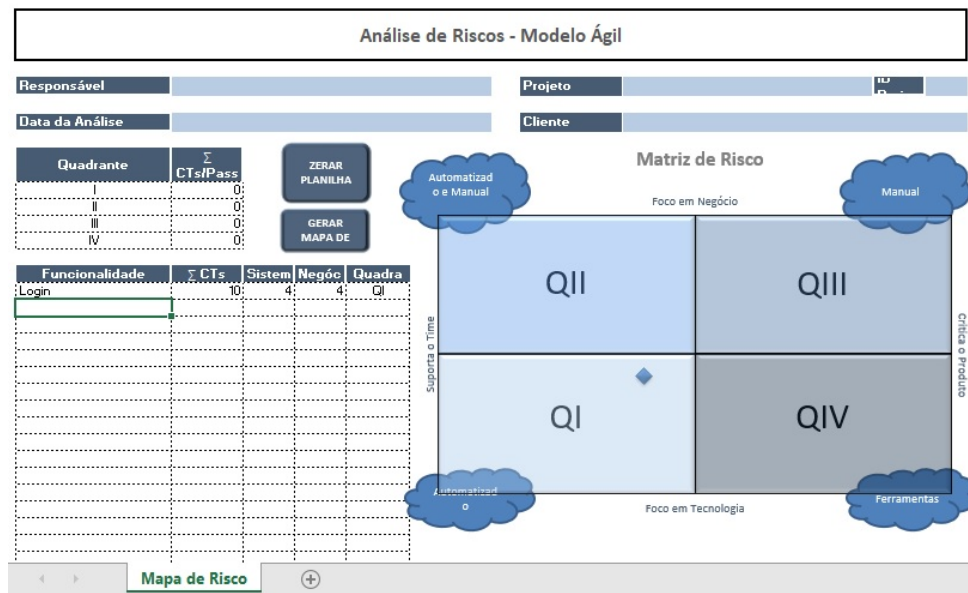 Análise de Riscos - Modelo Ágil
Responsável
Projeto
ID
Data da Análise
Cliente
Quadrante
Σ
CTs/Pass
I
0
II
0
III
0
IV
0
ZERAR
PLANILHA
GERAR
MAPA DE
Matriz de Risco
Automatizad
o e Manual
Foco em Negócio
Manual
Funcionalidade
∑ CTs
Sistem
Negóc
Quadra
Login
10
4
4
QI
QII
QIII
Suporta o Time
Critica o Produto
QI
QIV
Automatizad
o
Foco em Tecnologia
Ferramentas
Mapa de Risco